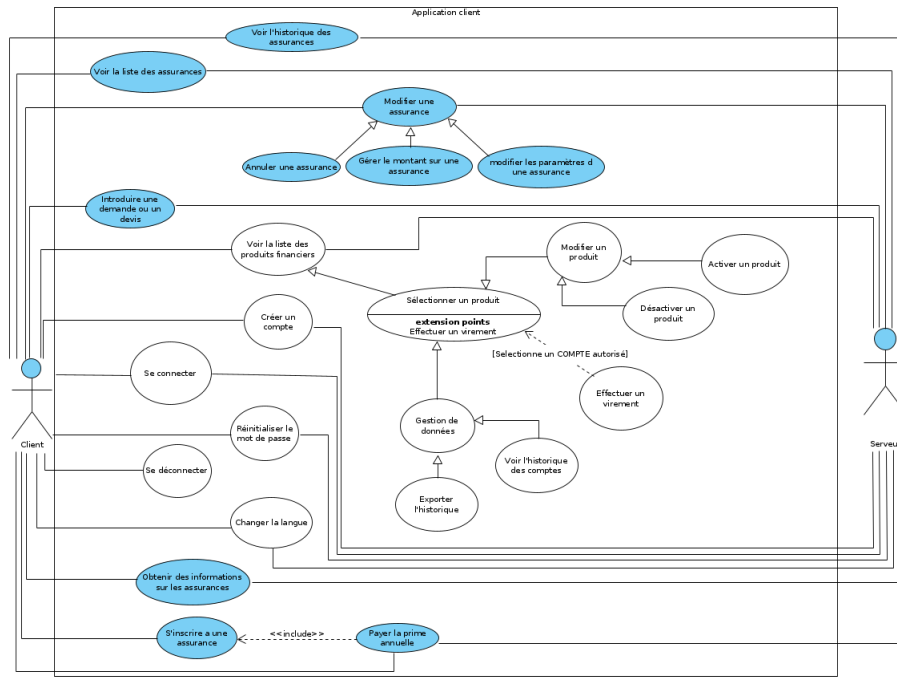 Application client
Voir l'historique des
assurances
Voir la liste des assurances
Modifier une
assurance
Annuler une assurance
Gérer le montant sur une
assurance
modifier les paramètres d
une assurance
Introduire une
demande ou un
devis
Voir la liste des
produits financiers
Modifier un
produit
Activer un produit
Sélectionner un produit
extension points
Effectuer un virement
Désactiver un
produit
Créer un
compte
[Selectionne un COMPTE autorisé]
Se connecter
Effectuer un
virement
Client
Serveu
Réinitialiser le
mot de passe
Gestion de
données
Se déconnecter
Voir l'historique
des comptes
Exporter
l'historique
Changer la langue
Obtenir des informations
sur les assurances
S'inscrire a une
assurance
<<include>>
Payer la prime
annuelle